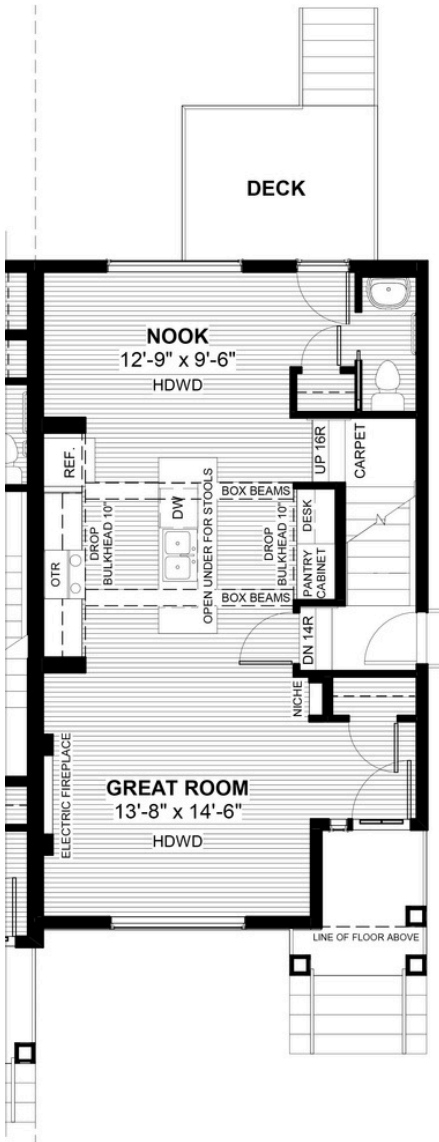 DECK
NOOK
12'-9" x 9'-6"
HDWD
REF.
UP 16R
CARPET
BOX BEAMS
DW
OPEN UNDER FOR STOOLS
DROP
BULKHEAD 10"
DROP
BULKHEAD 10"
DESK
PANTRY
CABINET
OTR
BOX BEAMS
DN 14R
NICHE
ELECTRIC FIREPLACE
GREAT ROOM
13'-8" x 14'-6"
HDWD
LINE OF FLOOR ABOVE